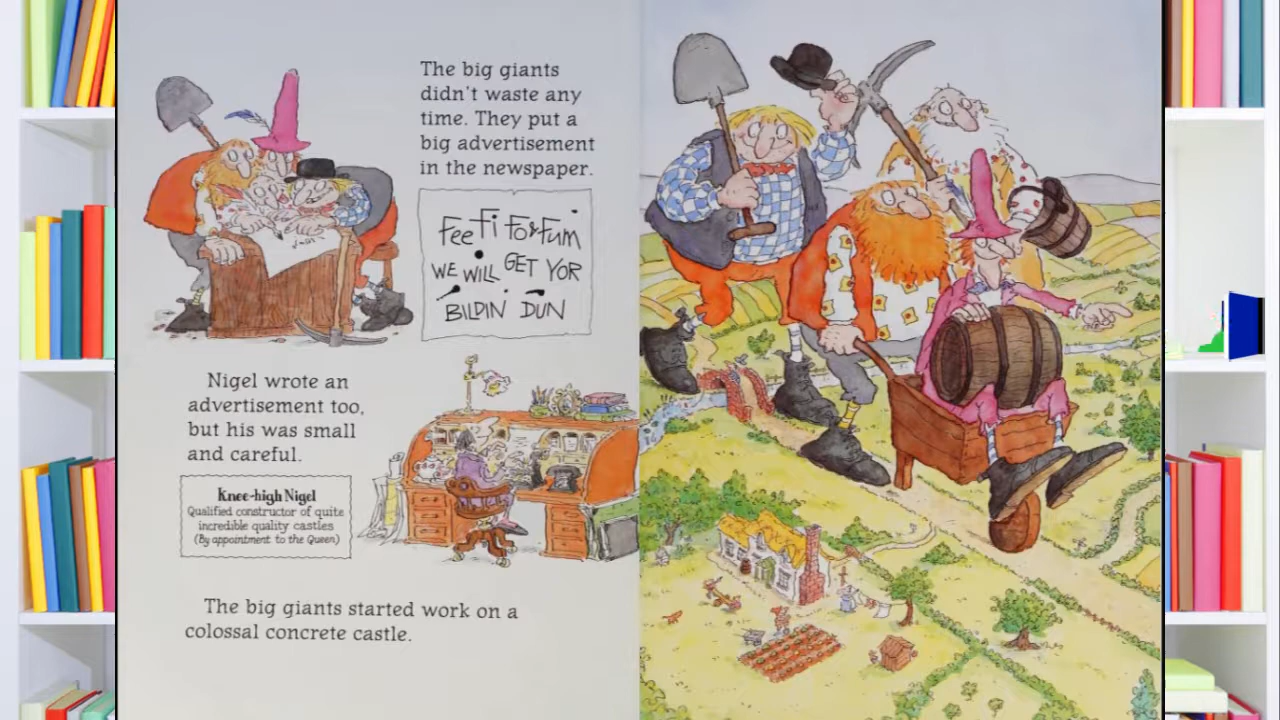 The big giants
didn't waste any
time. They put a
big advertisement
in the newspaper.
Fee Fi Fo & Fum
WE WILL GET YOR
BILDIN DUN
Nigel wrote an
advertisement too,
but his was small
and careful.
Knee-high Nigel
Qualified constructor of quite
incredible quality castles
(By appointment to the Queen)
The big giants started work on a
colossal concrete castle.